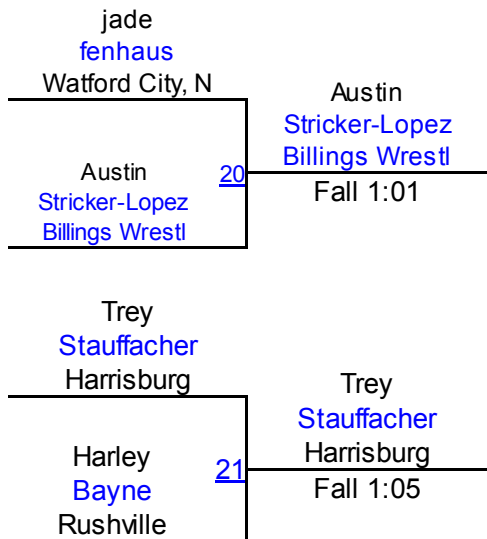 jade
fenhaus
Watford City, N
Austin
Stricker-Lopez
Billings Wrestl
20
Austin
Stricker-Lopez
Billings Wrestl
Fall 1:01
Trey
Stauffacher
Harrisburg
Harley
Bayne
Rushville
21
Trey
Stauffacher
Harrisburg
Fall 1:05